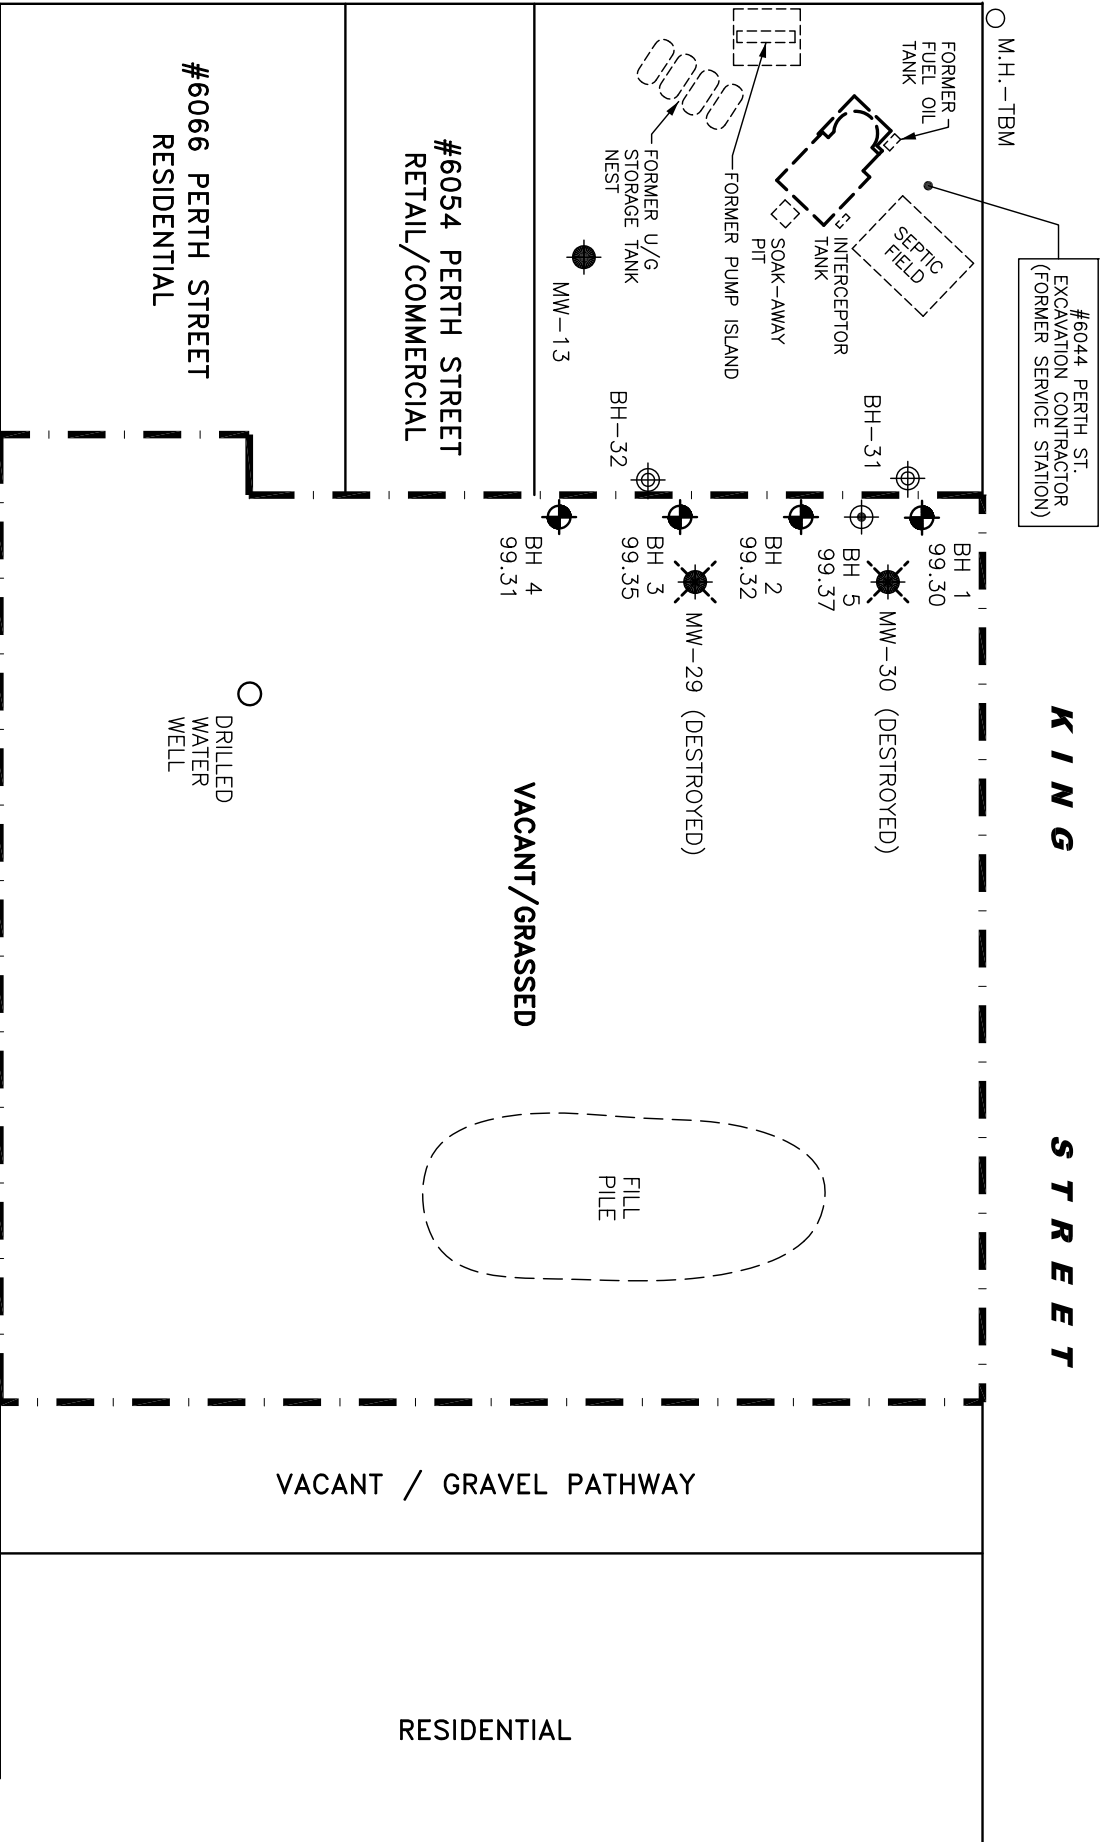 KING STREET
M.H.-TBM
#6044 PERTH ST.
EXCAVATION CONTRACTOR
(FORMER SERVICE STATION)
FORMER
FUEL OIL
TANK
SEPTIC
FIELD
INTERCEPTOR
TANK
SOAK-AWAY
PIT
FORMER PUMP ISLAND
FORMER U/G
STORAGE TANK
NEST
MW-13
BH-31
BH-32
BH 1
99.30
MW-30 (DESTROYED)
BH 5
99.37
BH 2
99.32
MW-29 (DESTROYED)
BH 3
99.35
BH 4
99.31
#6054 PERTH STREET
RETAIL/COMMERCIAL
#6066 PERTH STREET
RESIDENTIAL
VACANT/GRASSED
DRILLED
WATER
WELL
FILL
PILE
VACANT / GRAVEL PATHWAY
RESIDENTIAL